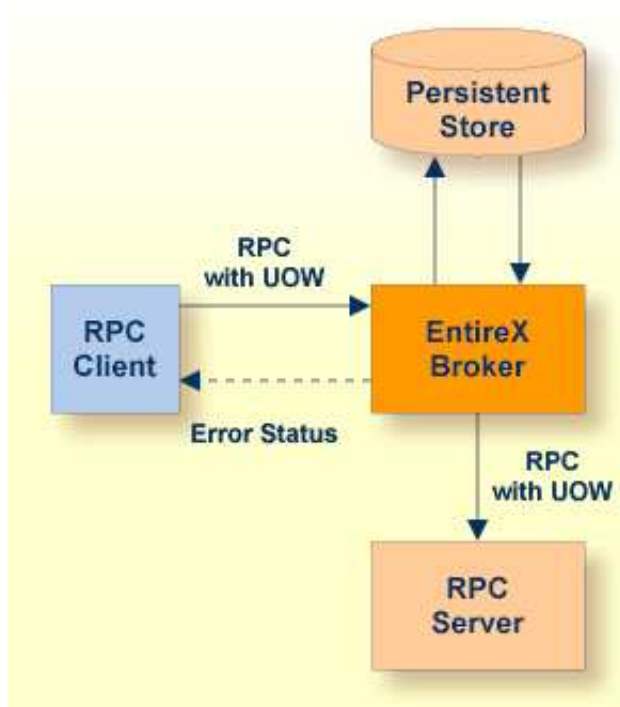 Persistent
Store
RPC
with UOW
RPC
Client
EntireX
Broker
Error Status
RPC
with UOW
RPC
Server